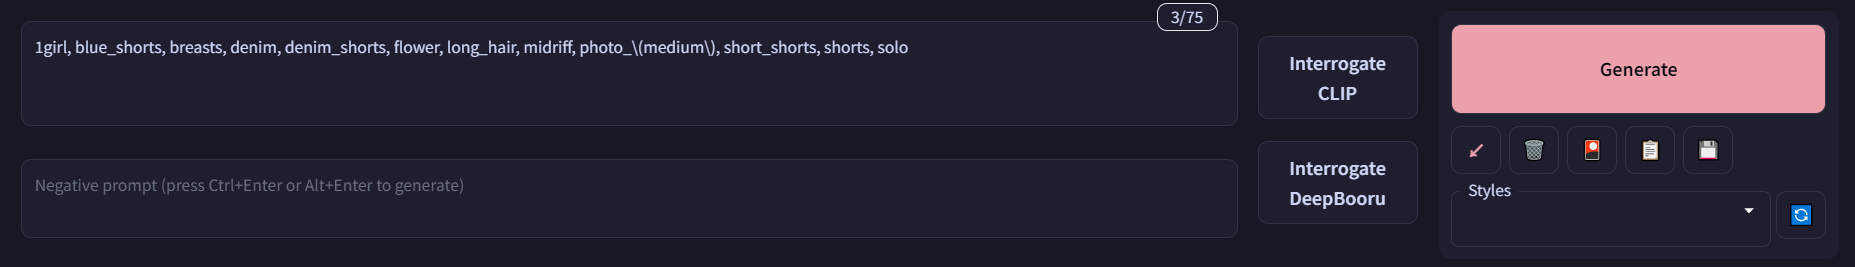 3/75
1girl, blue_shorts, breasts, denim, denim_shorts, flower, long_hair, midriff, photo_\(medium\), short_shorts, shorts, solo
Negative prompt (press Ctrl+Enter or Alt+Enter to generate)
Interrogate
CLIP
Interrogate
DeepBooru
Generate
Styles